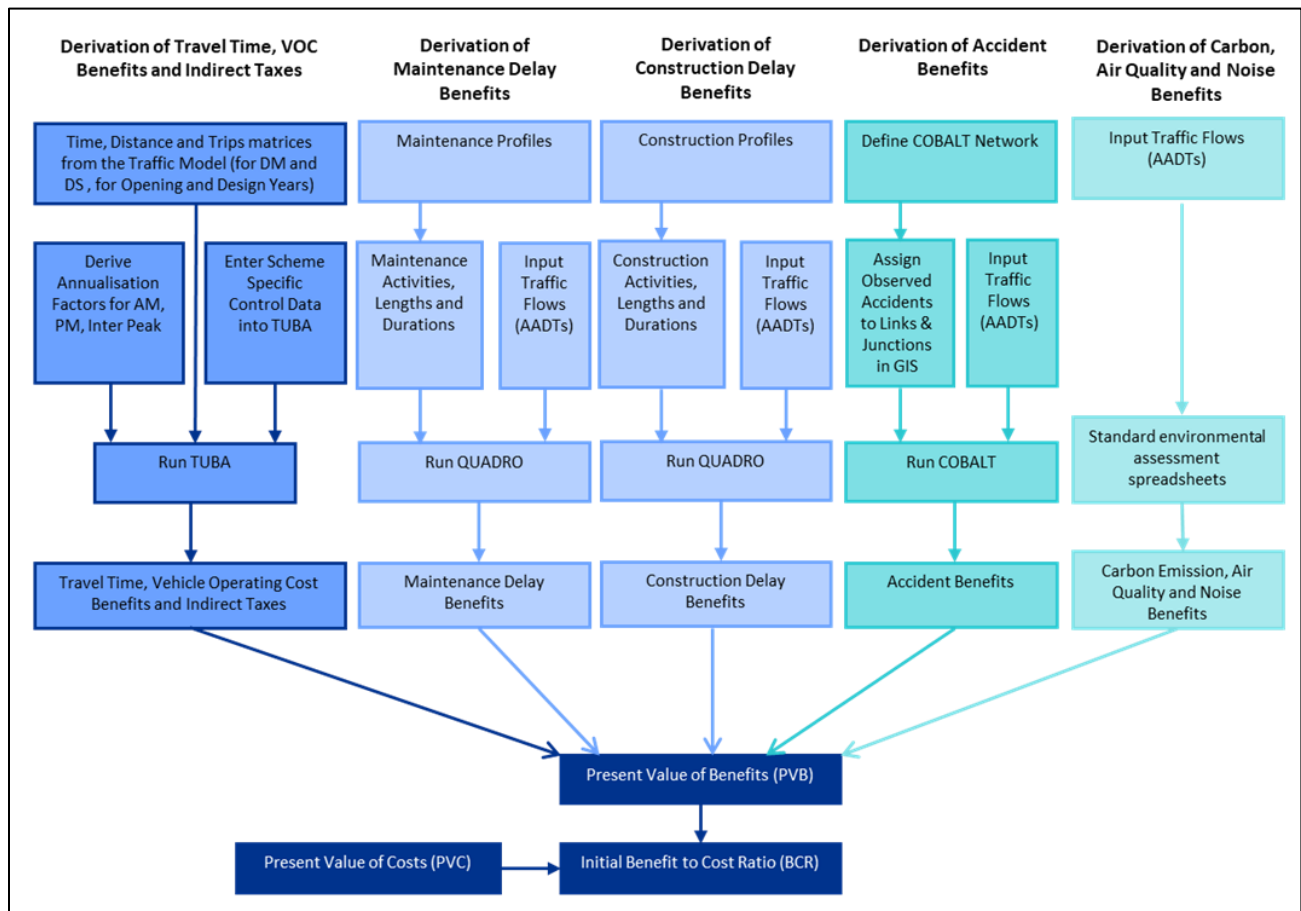 Derivation of Travel Time, VOC
Benefits and Indirect Taxes
Derivation of
Maintenance Delay
Benefits
Derivation of
Construction Delay
Benefits
Derivation of Accident
Benefits
Derivation of Carbon,
Air Quality and Noise
Benefits
Time, Distance and Trips matrices
from the Traffic Model (for DM and
DS , for Opening and Design Years)
Maintenance Profiles
Construction Profiles
Define COBALT Network
Input Traffic Flows
(AADTs)
Derive
Annualisation
Factors for AM,
PM, Inter Peak
Enter Scheme
Specific
Control Data
into TUBA
Maintenance
Activities,
Lengths and
Durations
Input
Traffic
Flows
(AADTs)
Construction
Activities,
Lengths and
Durations
Input
Traffic
Flows
(AADTs)
Assign
Observed
Accidents
to Links &
Junctions
in GIS
Input
Traffic
Flows
(AADTs)
Run TUBA
Run QUADRO
Run QUADRO
Run COBALT
Standard environmental
assessment
spreadsheets
Travel Time, Vehicle Operating Cost
Benefits and Indirect Taxes
Maintenance Delay
Benefits
Construction Delay
Benefits
Accident Benefits
Carbon Emission, Air
Quality and Noise
Benefits
Present Value of Benefits (PVB)
Present Value of Costs (PVC)
Initial Benefit to Cost Ratio (BCR)